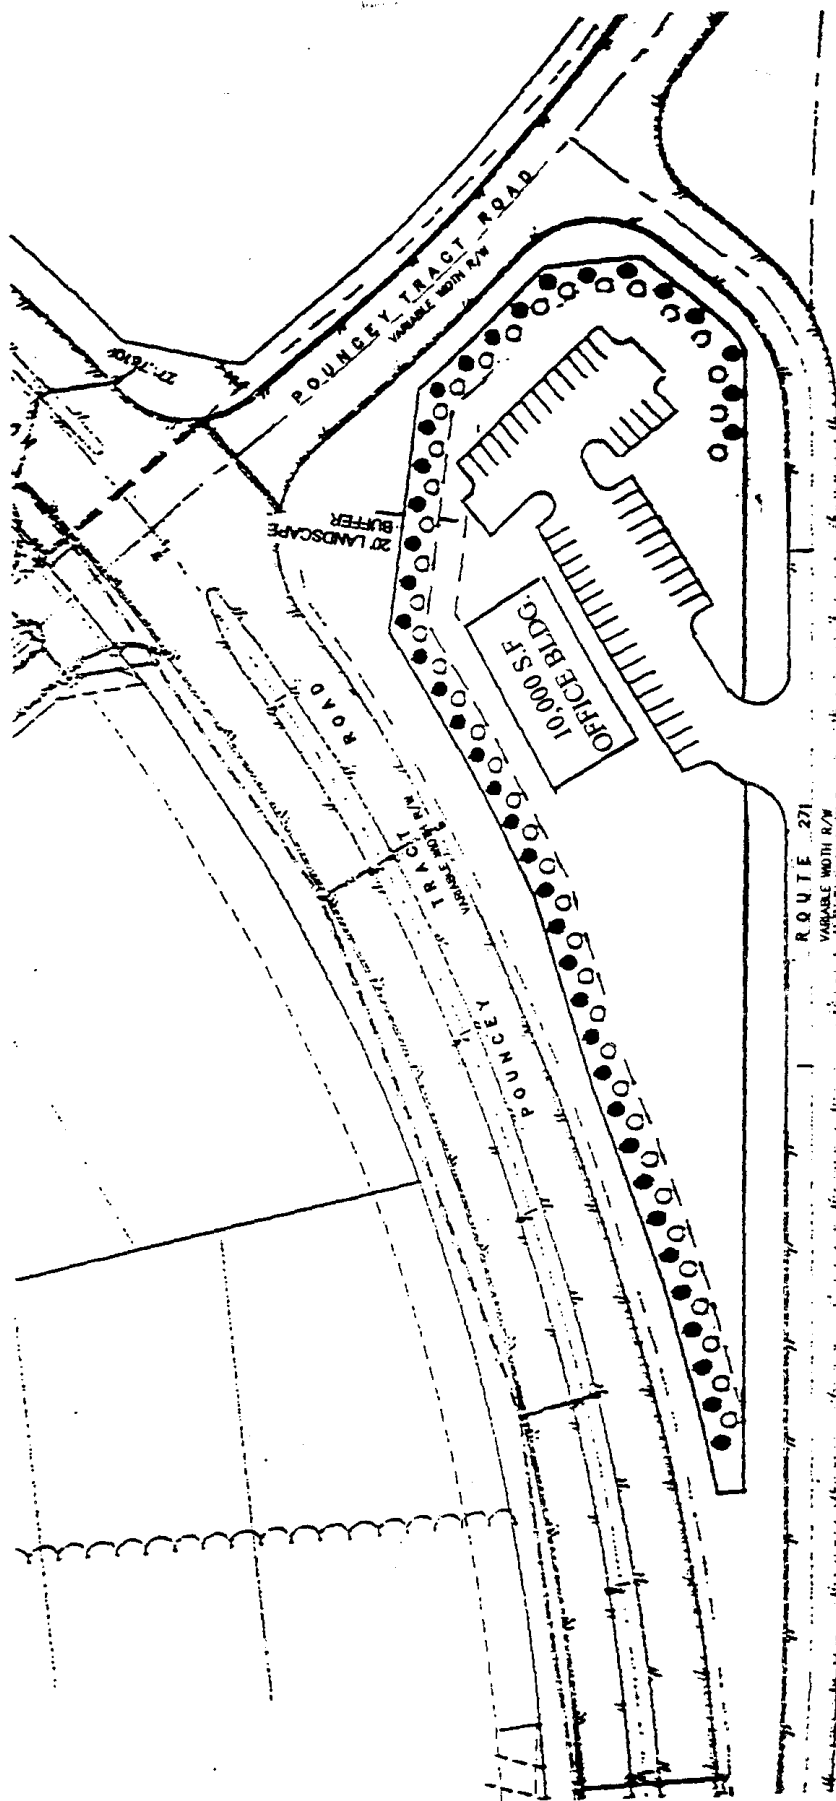 POUNCEY TRACT ROAD
VARIABLE WIDTH R/W
20' LANDSCAPE
BUFFER
10,000 S.F.
OFFICE BLDG.
POUNCEY TRACT ROAD
VARIABLE WIDTH R/W
ROUTE 271
VARIABLE WIDTH R/W